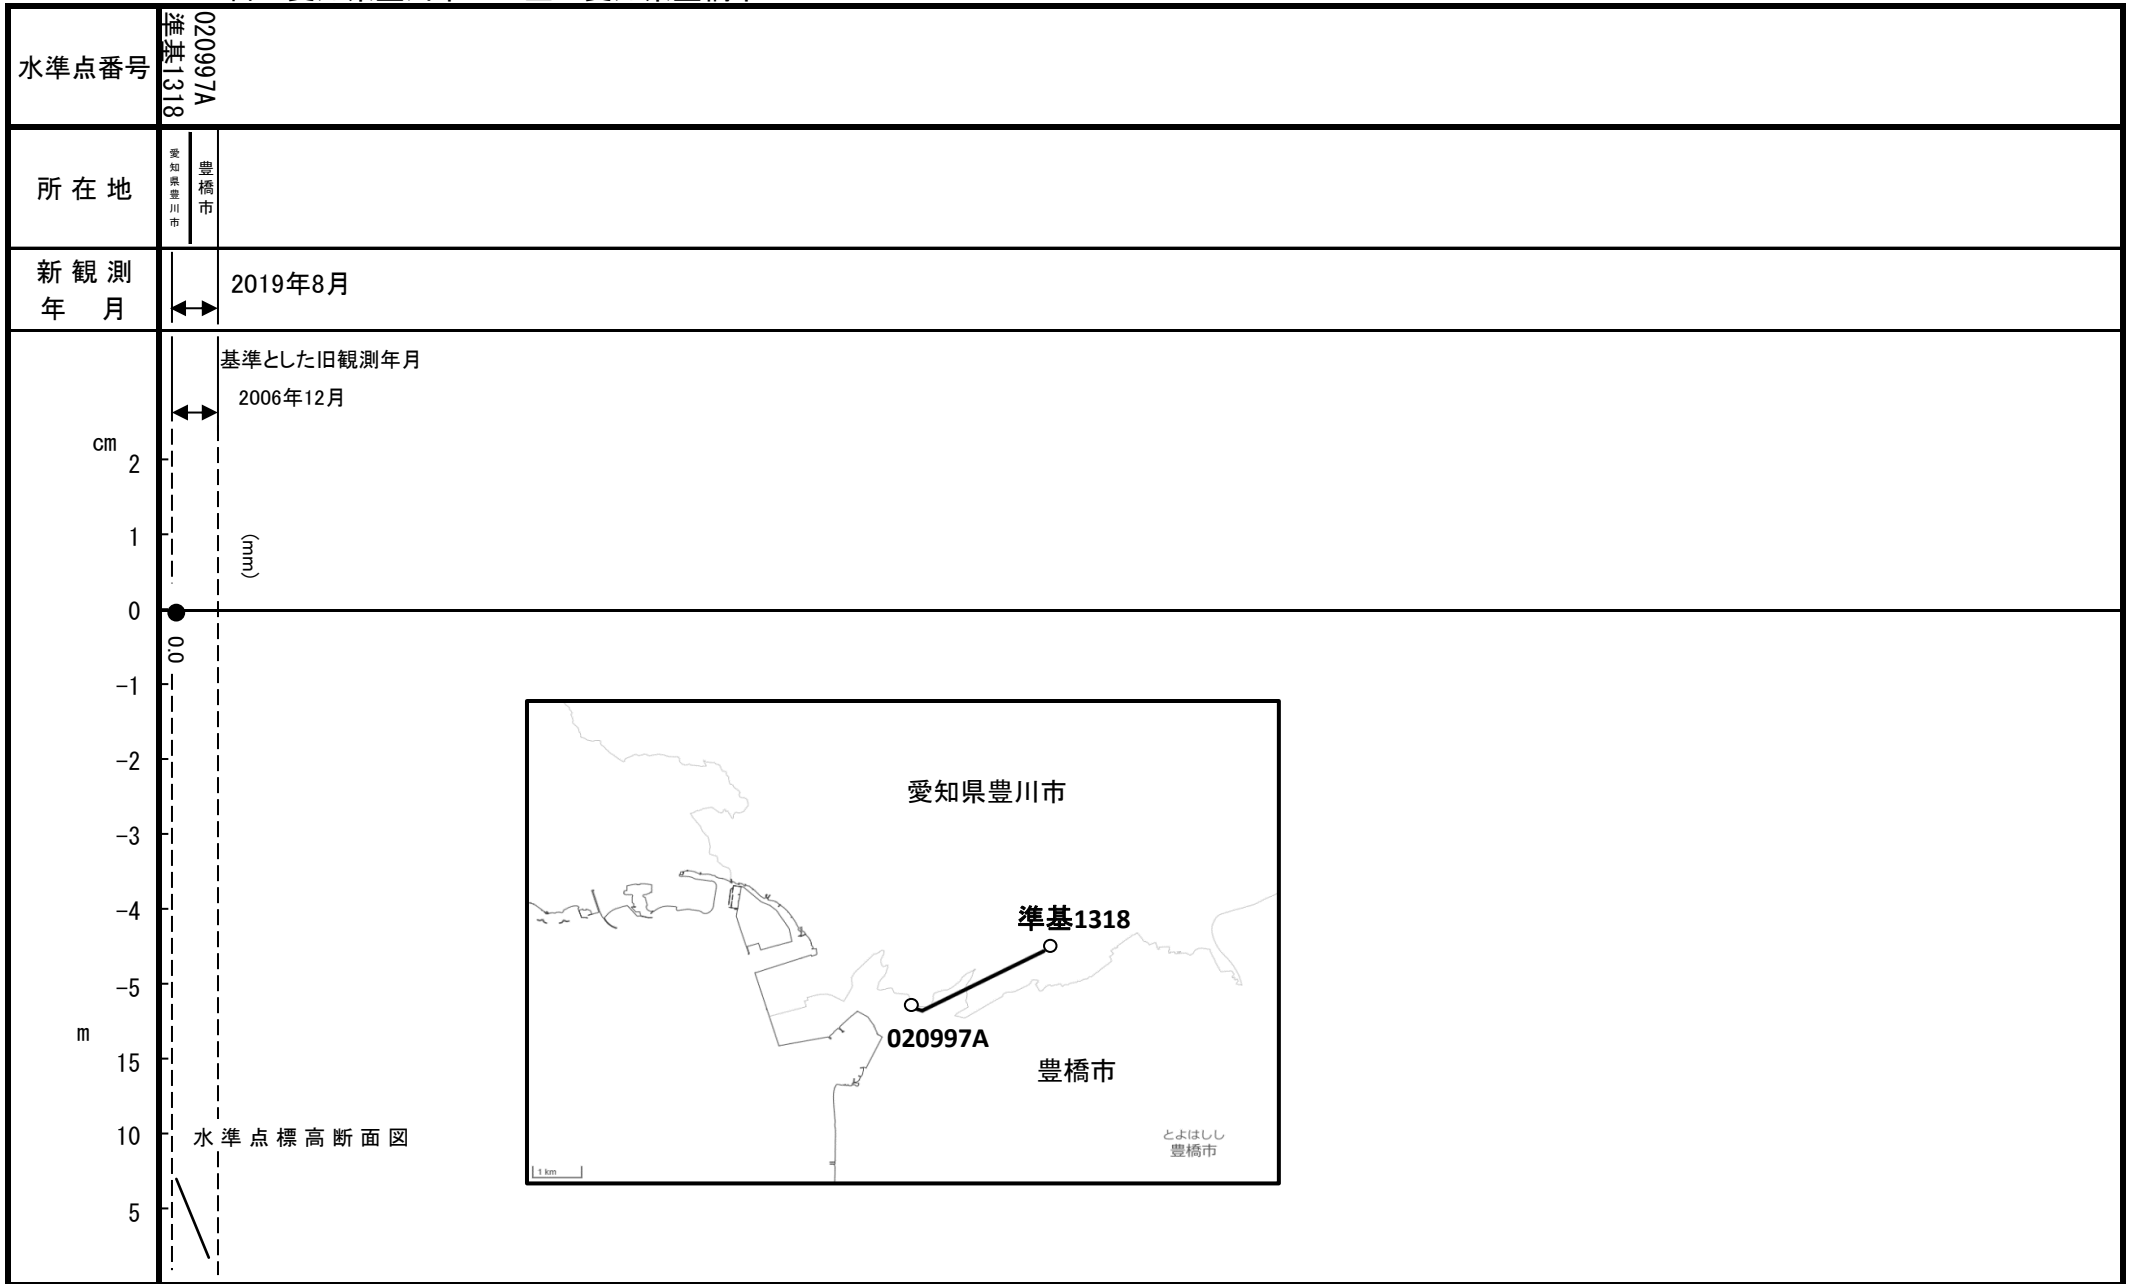 水準点番号
準基1318
020997A
所在地
愛知県豊川市
豊橋市
新観測
年 月
2019年8月
基準とした旧観測年月
2006年12月
cm
2
1
(mm)
0
0.0
-1
-2
-3
-4
-5
m
15
10
水準点標高断面図
5
愛知県豊川市
準基1318
020997A
豊橋市
とよはしし
豊橋市
1 km